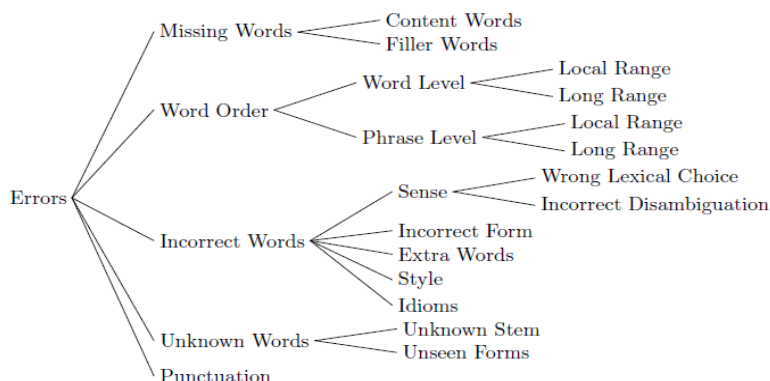 Missing Words
Content Words
Filler Words
Word Order
Word Level
Local Range
Long Range
Phrase Level
Local Range
Long Range
Errors
Incorrect Words
Sense
Wrong Lexical Choice
Incorrect Disambiguation
Incorrect Form
Extra Words
Style
Idioms
Unknown Words
Unknown Stem
Unseen Forms
Punctuation